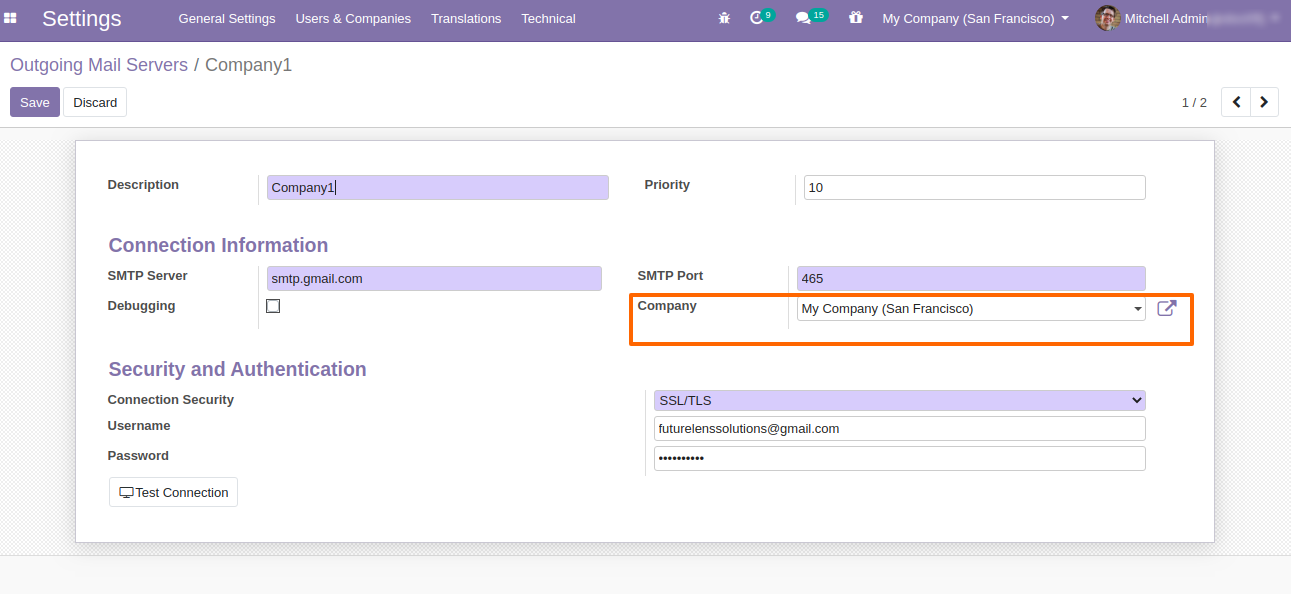 Settings General Settings Users & Companies Translations Technical 9 15 My Company (San Francisco) Mitchell Admin
Outgoing Mail Servers / Company1
Save Discard 1 / 2
Description Company1 Priority 10
Connection Information
SMTP Server smtp.gmail.com SMTP Port 465
Debugging Company My Company (San Francisco)
Security and Authentication
Connection Security SSL/TLS
Username futurelenssolutions@gmail.com
Password ••••••••••
Test Connection